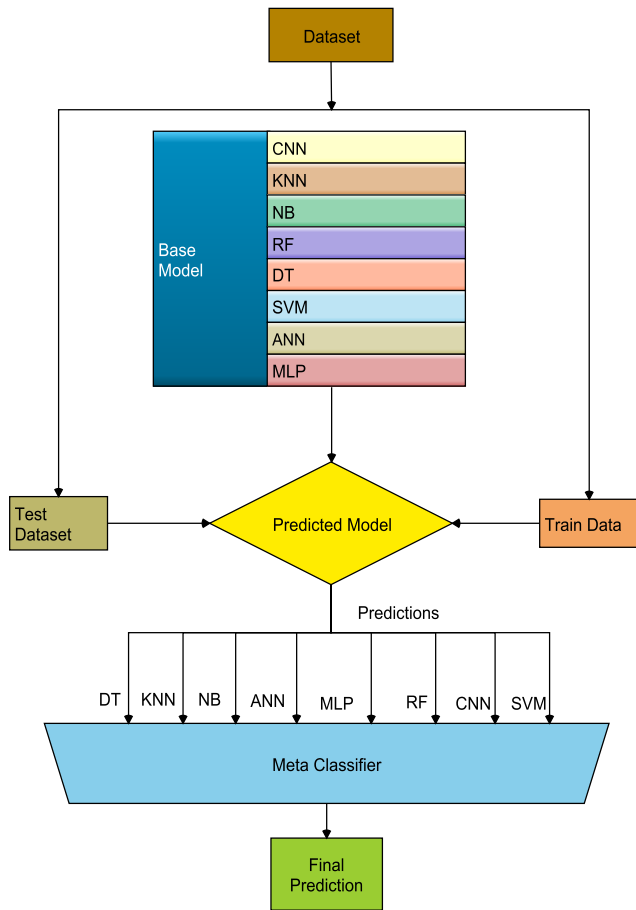 Dataset
CNN
KNN
NB
RF
Base
Model
DT
SVM
ANN
MLP
Test
Dataset
Predicted Model
Train Data
Predictions
DT KNN NB ANN MLP RF CNN SVM
Meta Classifier
Final
Prediction